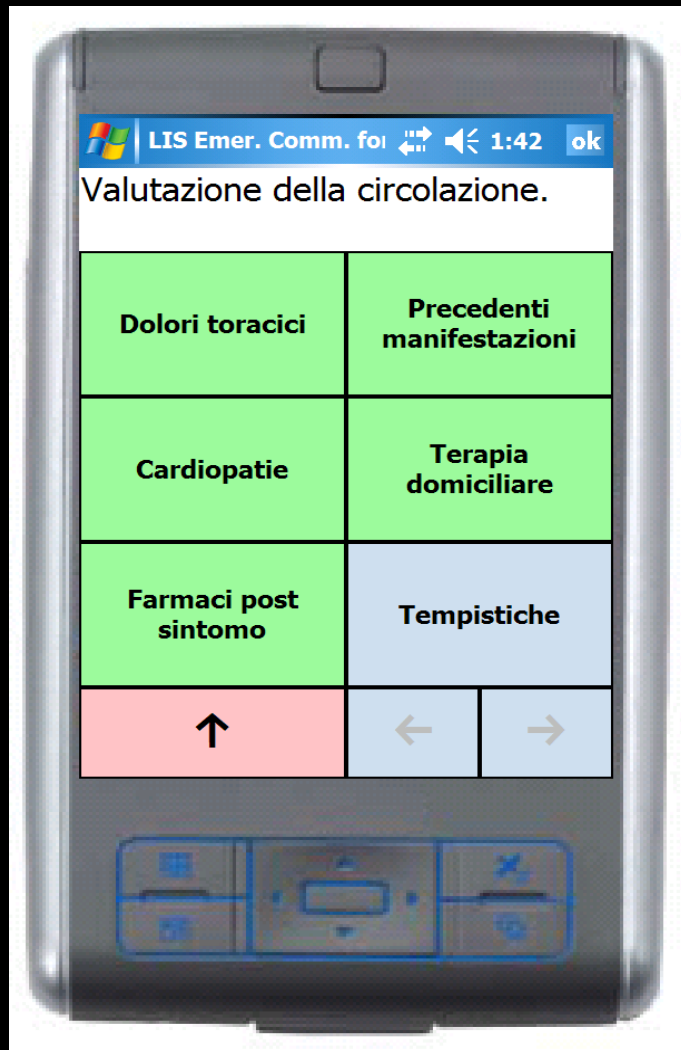 LIS Emer. Comm. for 1:42 ok
Valutazione della circolazione.
Dolori toracici
Precedenti
manifestazioni
Cardiopatie
Terapia
domiciliare
Farmaci post
sintomo
Tempistiche
↑ ← →